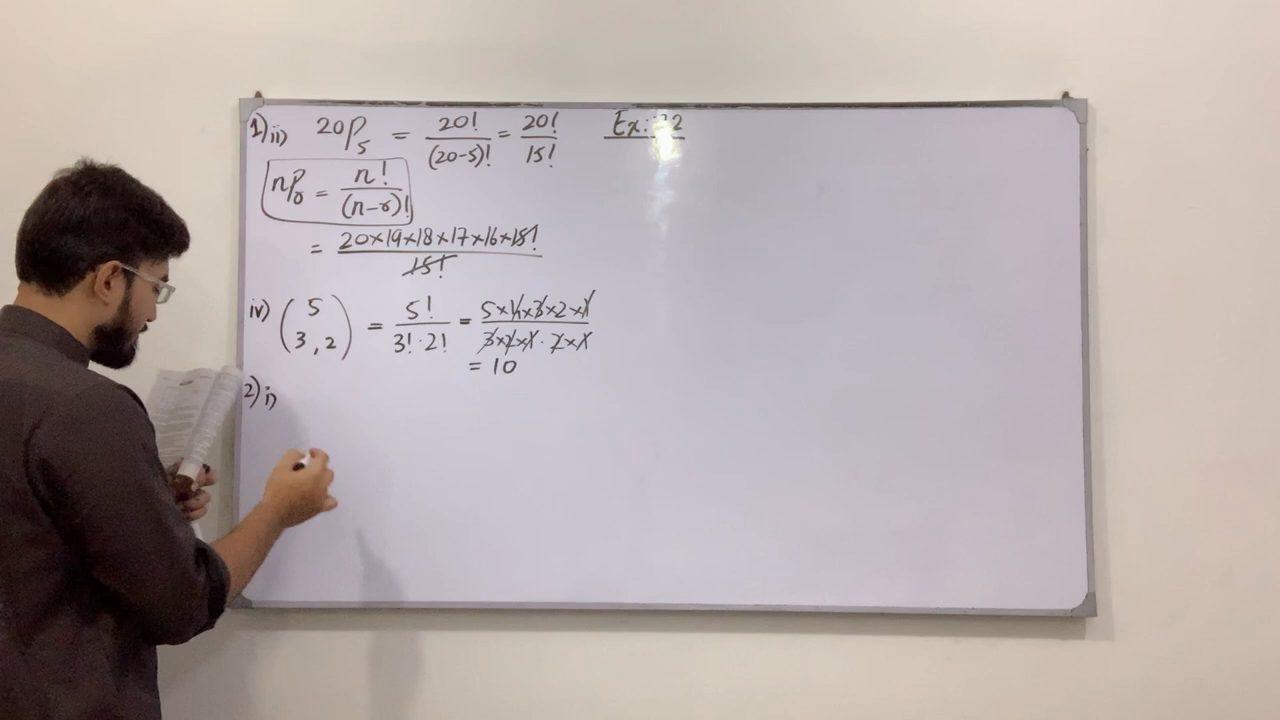 1) ii) 20P5 = 20! / (20-5)! = 20! / 15!
Ex: 2
nPr = n! / (n-r)!
= 20×19×18×17×16×15! / 15!
iv) (5 / 3,2) = 5! / 3!·2! = 5×4×3×2×1 / 3×2×1·2×1
= 10
2) i)